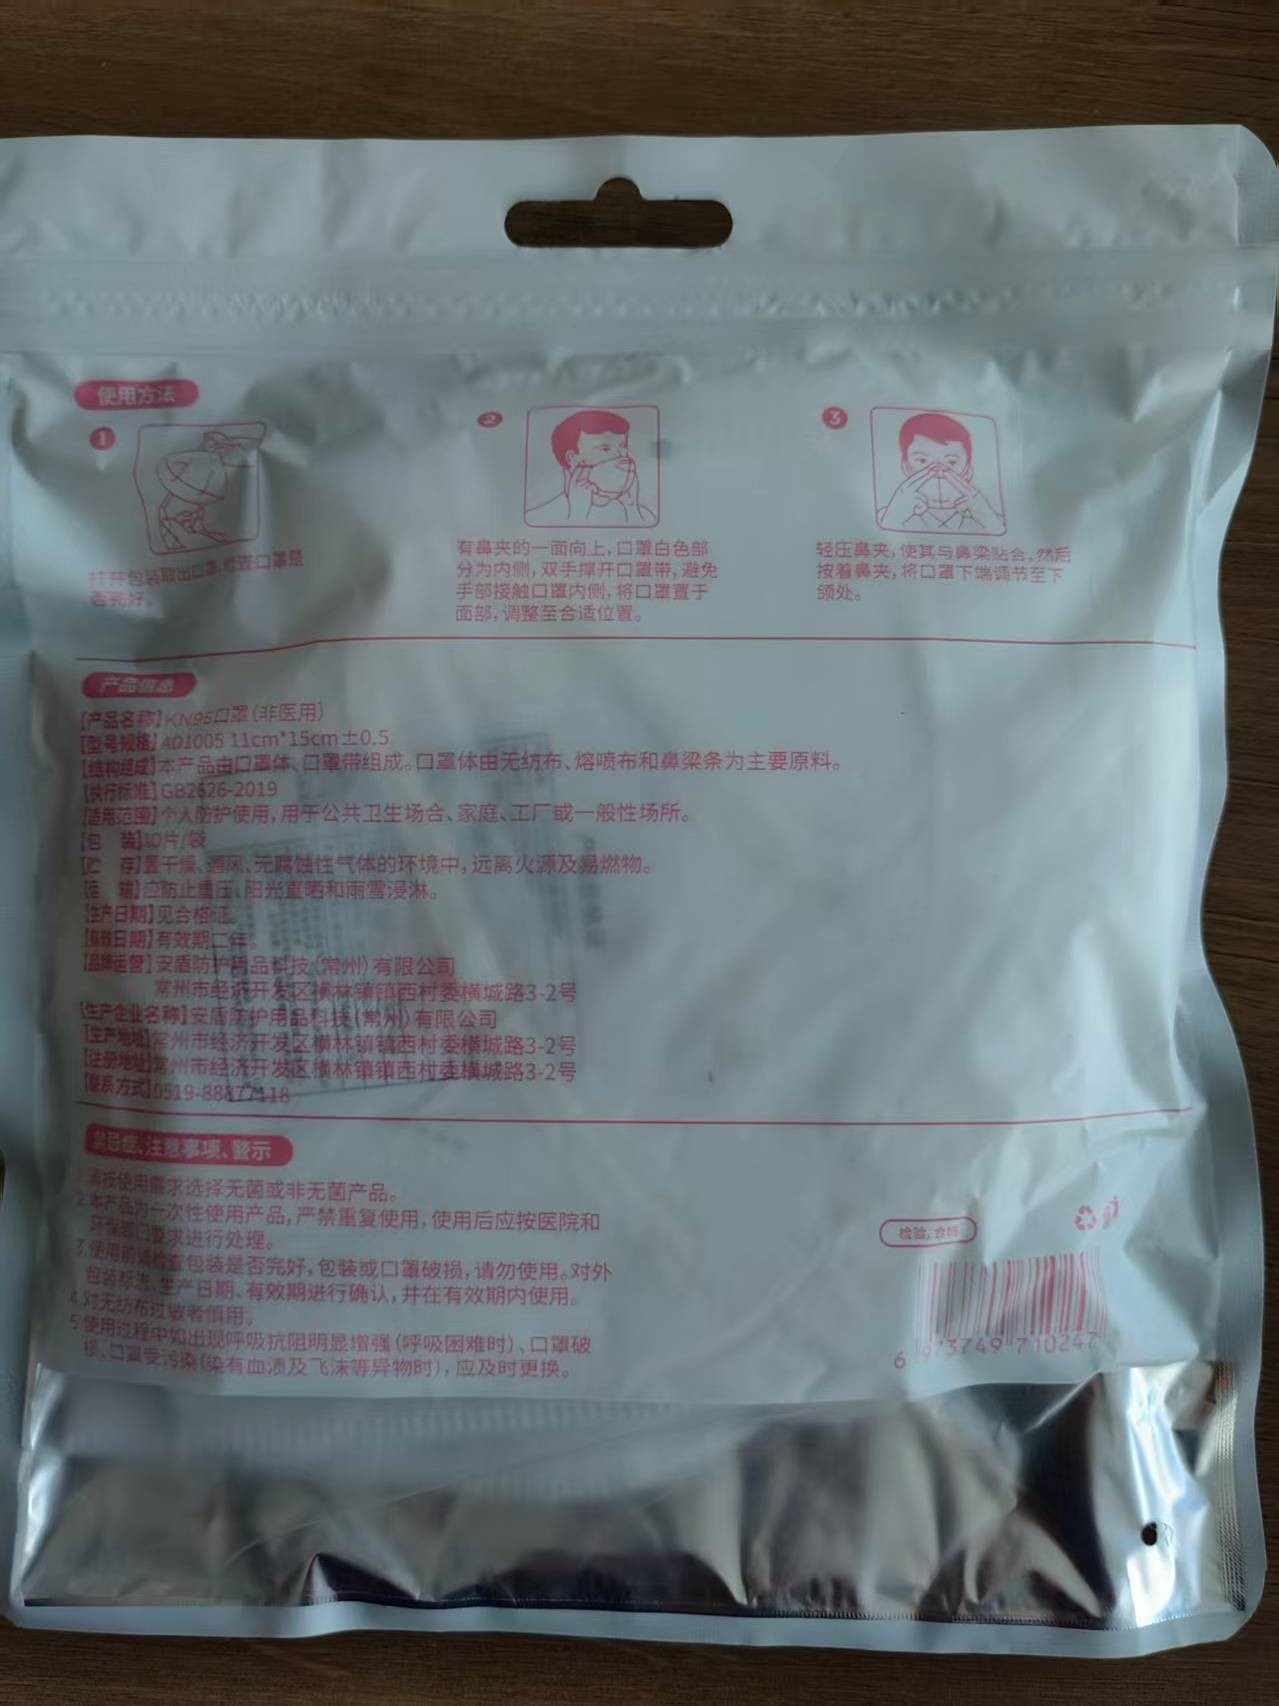 使用方法
1
打开包装取出口罩,检查口罩是
否完好。
2
有鼻夹的一面向上,口罩白色部
分为内侧,双手撑开口罩带,避免
手部接触口罩内侧,将口罩置于
面部,调整至合适位置。
3
轻压鼻夹,使其与鼻梁贴合,然后
按着鼻夹,将口罩下端调节至下
颌处。
产品信息
【产品名称】KN95口罩(非医用)
【型号规格】AD1005 11cm*15cm±0.5
【结构组成】本产品由口罩体、口罩带组成。口罩体由无纺布、熔喷布和鼻梁条为主要原料。
【执行标准】GB2626-2019
【适用范围】个人防护使用,用于公共卫生场合、家庭、工厂或一般性场所。
【包 装】10片/袋
【贮 存】置干燥、通风、无腐蚀性气体的环境中,远离火源及易燃物。
【运 输】应防止重压、阳光直晒和雨雪浸淋。
【生产日期】见合格证。
【有效日期】有效期二年。
【品牌运营】安盾防护用品科技(常州)有限公司
常州市经济开发区横林镇镇西村委横城路3-2号
【生产企业名称】安盾防护用品科技(常州)有限公司
【生产地址】常州市经济开发区横林镇镇西村委横城路3-2号
【注册地址】常州市经济开发区横林镇镇西村委横城路3-2号
【联系方式】0519-88877118
禁忌症、注意事项、警示
1.请按使用需求选择无菌或非无菌产品。
2.本产品为一次性使用产品,严禁重复使用,使用后应按医院和
环保部门要求进行处理。
3.使用前请检查包装是否完好,包装或口罩破损,请勿使用。对外
包装标志、生产日期、有效期进行确认,并在有效期内使用。
4.对无纺布过敏者慎用。
5.使用过程中如出现呼吸抗阻明显增强(呼吸困难时)、口罩破
损、口罩受污染(染有血渍及飞沫等异物时),应及时更换。
检验,合格
6 973749 710247